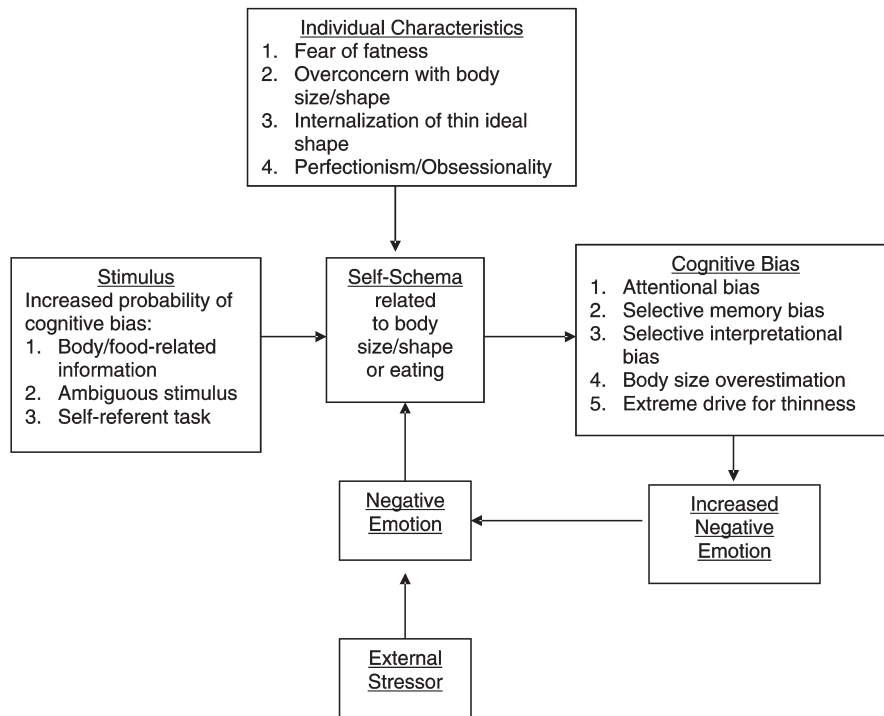 Individual Characteristics
1. Fear of fatness
2. Overconcern with body
size/shape
3. Internalization of thin ideal
shape
4. Perfectionism/Obsessionality
Stimulus
Increased probability of
cognitive bias:
1. Body/food-related
information
2. Ambiguous stimulus
3. Self-referent task
Self-Schema
related
to body
size/shape
or eating
Cognitive Bias
1. Attentional bias
2. Selective memory bias
3. Selective interpretational
bias
4. Body size overestimation
5. Extreme drive for thinness
Negative
Emotion
Increased
Negative
Emotion
External
Stressor